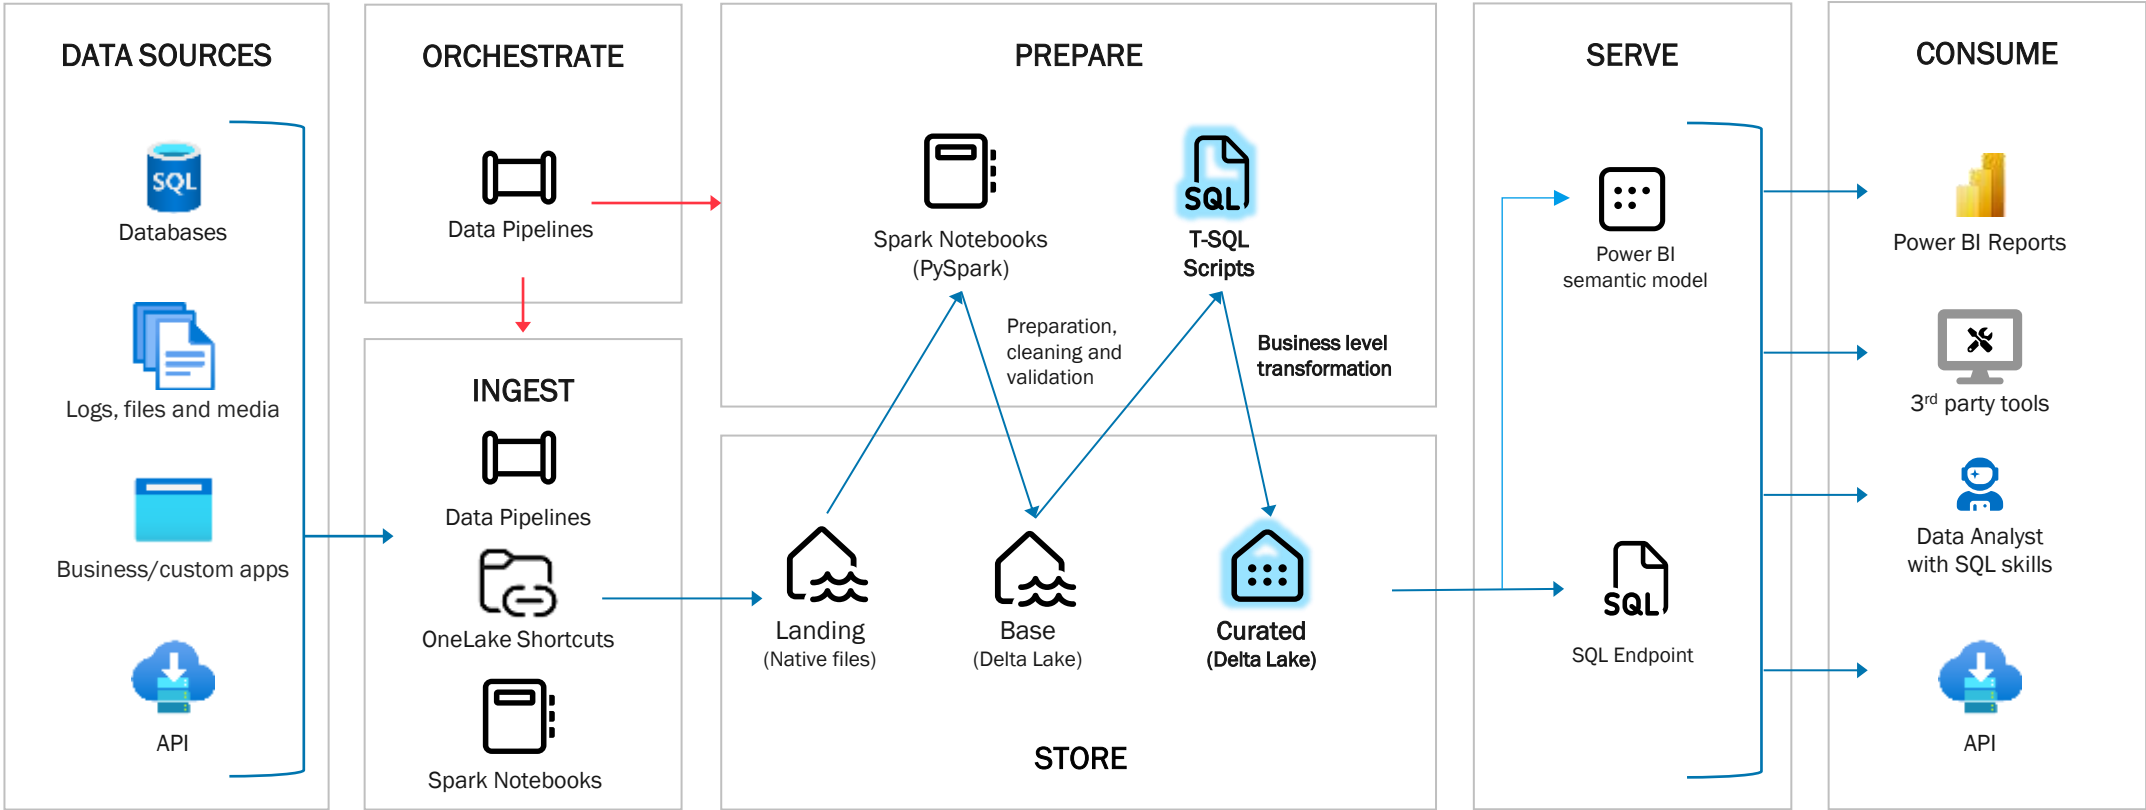 DATA SOURCES
SQL
Databases
Logs, files and media
Business/custom apps
API
ORCHESTRATE
Data Pipelines
INGEST
Data Pipelines
OneLake Shortcuts
Spark Notebooks
PREPARE
Spark Notebooks
(PySpark)
SQL
T-SQL
Scripts
Preparation,
cleaning and
validation
Business level
transformation
Landing
(Native files)
Base
(Delta Lake)
Curated
(Delta Lake)
STORE
SERVE
Power BI
semantic model
SQL
SQL Endpoint
CONSUME
Power BI Reports
3rd party tools
Data Analyst
with SQL skills
API